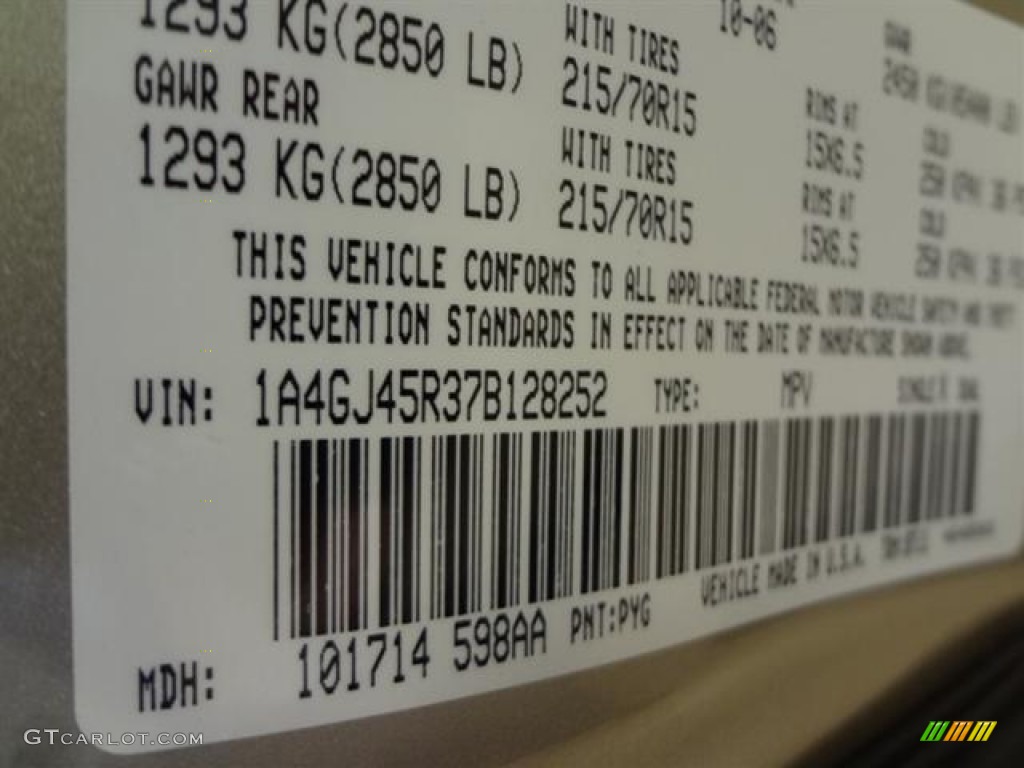 10-06
1293 KG(2850 LB) WITH TIRES
215/70R15 RIMS AT
15X6.5
GAWR REAR
1293 KG(2850 LB) WITH TIRES
215/70R15 RIMS AT
15X6.5
THIS VEHICLE CONFORMS TO ALL APPLICABLE FEDERAL MOTOR VEHICLE SAFETY AND THEFT
PREVENTION STANDARDS IN EFFECT ON THE DATE OF MANUFACTURE SHOWN ABOVE.
VIN: 1A4GJ45R37B128252 TYPE: MPV
VEHICLE MADE IN U.S.A.
MDH: 101714 598AA PNT:PYG
GTCARLOT.COM